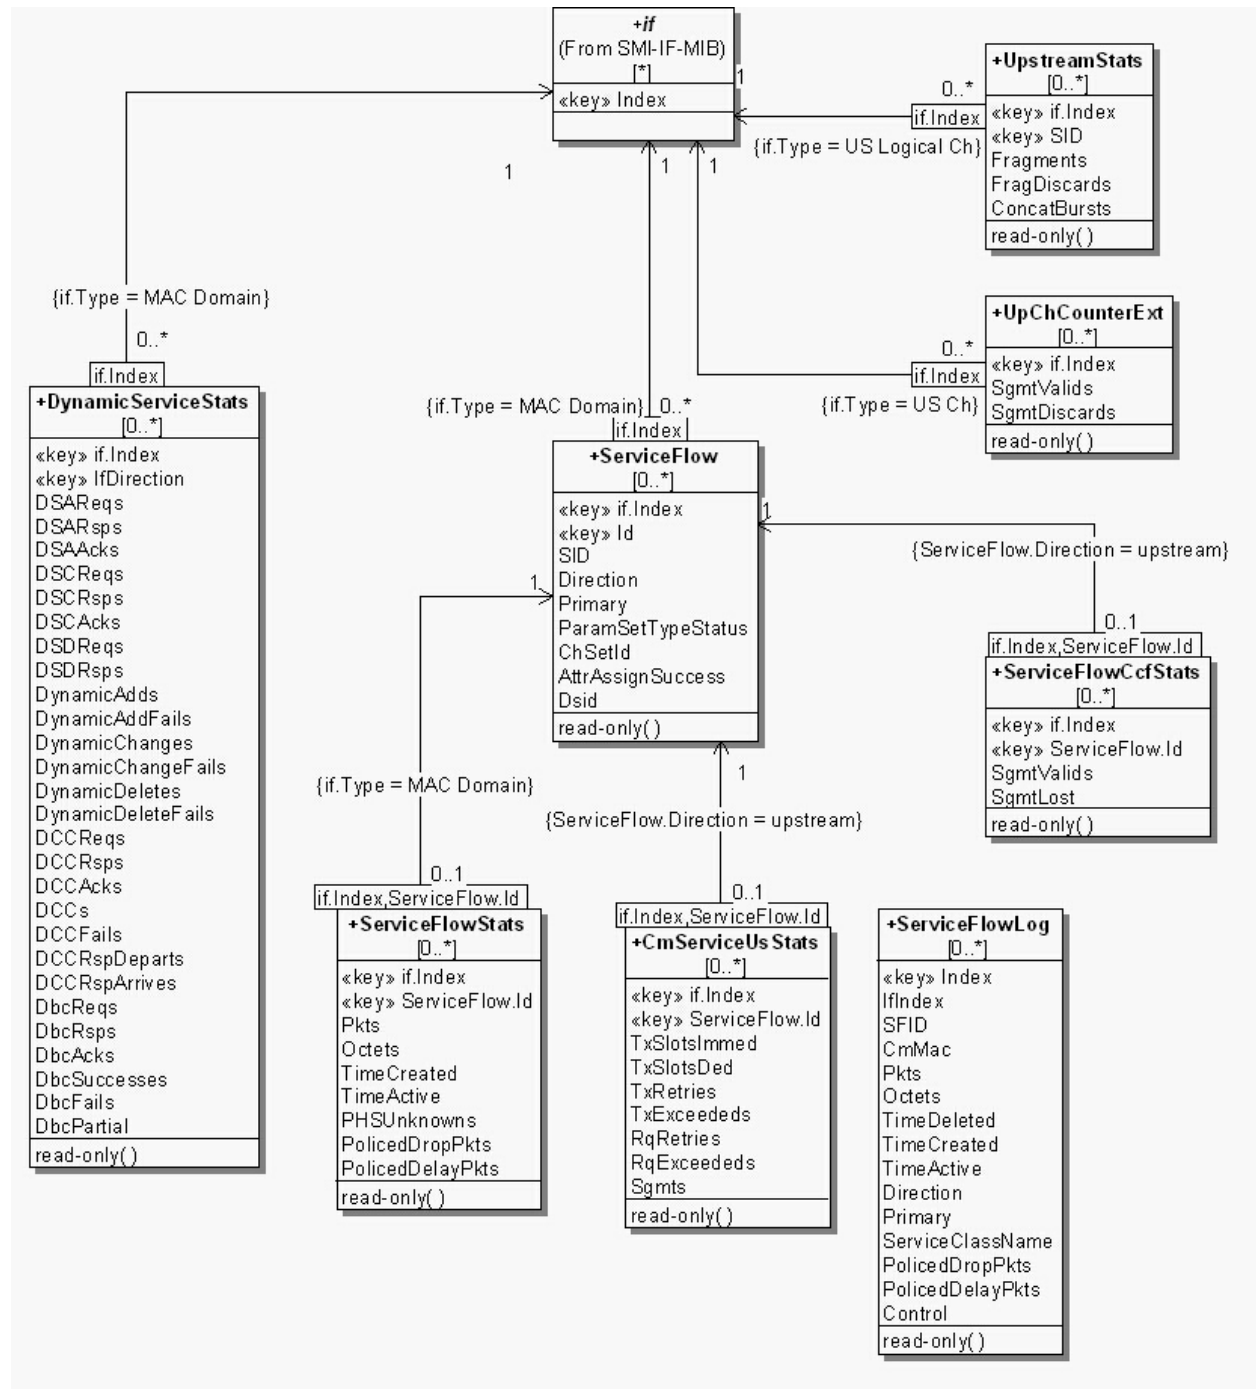 +if
(From SMI-IF-MIB)
[*]
«key» Index
1
1
1
1
+UpstreamStats
[0..*]
«key» if.Index
«key» SID
Fragments
FragDiscards
ConcatBursts
read-only( )
0..*
if.Index
{if.Type = US Logical Ch}
+UpChCounterExt
[0..*]
«key» if.Index
SgmtValids
SgmtDiscards
read-only( )
0..*
if.Index
{if.Type = US Ch}
{if.Type = MAC Domain}
0..*
if.Index
+DynamicServiceStats
[0..*]
«key» if.Index
«key» IfDirection
DSAReqs
DSARsps
DSAAcks
DSCReqs
DSCRsps
DSCAcks
DSDReqs
DSDRsps
DynamicAdds
DynamicAddFails
DynamicChanges
DynamicChangeFails
DynamicDeletes
DynamicDeleteFails
DCCReqs
DCCRsps
DCCAcks
DCCs
DCCFails
DCCRspDeparts
DCCRspArrives
DbcReqs
DbcRsps
DbcAcks
DbcSuccesses
DbcFails
DbcPartial
read-only( )
{if.Type = MAC Domain}
0..*
if.Index
+ServiceFlow
[0..*]
«key» if.Index
«key» Id
SID
Direction
Primary
ParamSetTypeStatus
ChSetId
AttrAssignSuccess
Dsid
read-only( )
1
1
1
{ServiceFlow.Direction = upstream}
0..1
if.Index,ServiceFlow.Id
+ServiceFlowCcfStats
[0..*]
«key» if.Index
«key» ServiceFlow.Id
SgmtValids
SgmtLost
read-only( )
{if.Type = MAC Domain}
0..1
if.Index,ServiceFlow.Id
+ServiceFlowStats
[0..*]
«key» if.Index
«key» ServiceFlow.Id
Pkts
Octets
TimeCreated
TimeActive
PHSUnknowns
PolicedDropPkts
PolicedDelayPkts
read-only( )
{ServiceFlow.Direction = upstream}
0..1
if.Index,ServiceFlow.Id
+CmServiceUsStats
[0..*]
«key» if.Index
«key» ServiceFlow.Id
TxSlotsImmed
TxSlotsDed
TxRetries
TxExceededs
RqRetries
RqExceededs
Sgmts
read-only( )
+ServiceFlowLog
[0..*]
«key» Index
IfIndex
SFID
CmMac
Pkts
Octets
TimeDeleted
TimeCreated
TimeActive
Direction
Primary
ServiceClassName
PolicedDropPkts
PolicedDelayPkts
Control
read-only( )